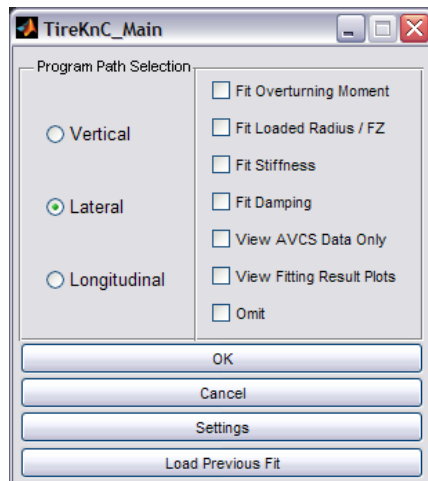 TireKnC_Main
Program Path Selection
Vertical
Lateral
Longitudinal
Fit Overturning Moment
Fit Loaded Radius / FZ
Fit Stiffness
Fit Damping
View AVCS Data Only
View Fitting Result Plots
Omit
OK
Cancel
Settings
Load Previous Fit